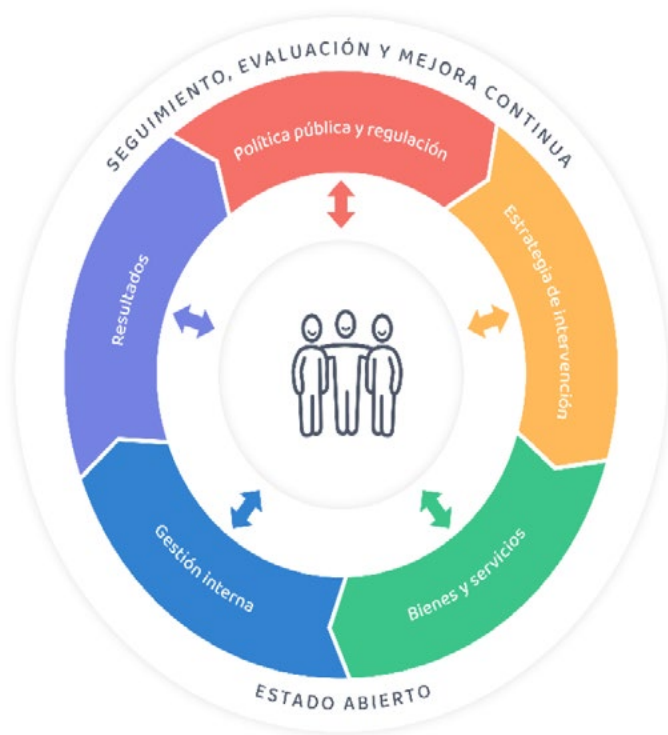 SEGUIMIENTO, EVALUACIÓN Y MEJORA CONTINUA
Política pública y regulación
Estrategia de intervención
Bienes y servicios
Gestión interna
Resultados
ESTADO ABIERTO